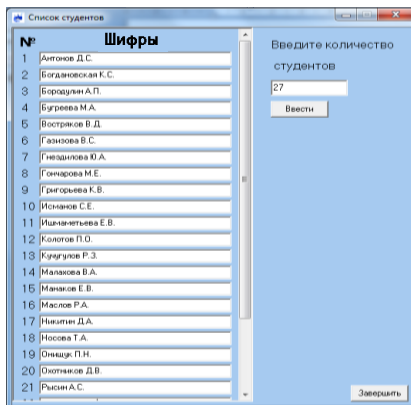 Список студентов
№ Шифры
1 Антонов Д.С.
2 Богдановская К.С.
3 Бородулин А.П.
4 Бугреева М.А.
5 Востряков В.Д.
6 Газизова В.С.
7 Гнездилова Ю.А.
8 Гончарова М.Е.
9 Григорьева К.В.
10 Исманов С.Е.
11 Ишмаметьева Е.В.
12 Колотов П.О.
13 Кучугулов Р.З.
14 Малахова В.А.
15 Манаков Е.В.
16 Маслов Р.А.
17 Никитин Д.А.
18 Носова Т.А.
19 Онищук П.Н.
20 Охотников Д.В.
21 Рысин А.С.
Введите количество
студентов
27
Ввести
Завершить